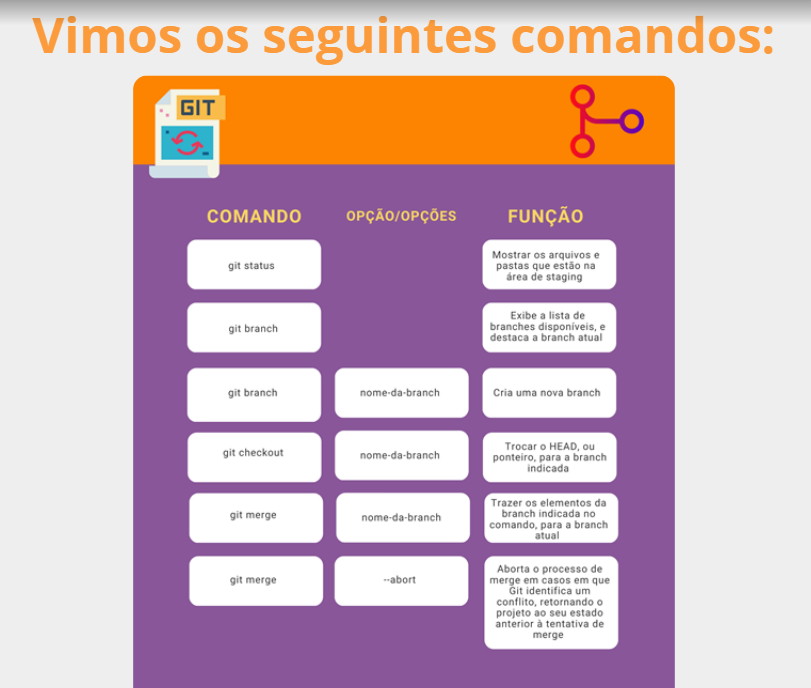 Vimos os seguintes comandos:
GIT
COMANDO
OPÇÃO/OPÇÕES
FUNÇÃO
git status
Mostrar os arquivos e
pastas que estão na
área de staging
git branch
Exibe a lista de
branches disponíveis, e
destaca a branch atual
git branch
nome-da-branch
Cria uma nova branch
git checkout
nome-da-branch
Trocar o HEAD, ou
ponteiro, para a branch
indicada
git merge
nome-da-branch
Trazer os elementos da
branch indicada no
comando, para a branch
atual
git merge
--abort
Aborta o processo de
merge em casos em que
Git identifica um
conflito, retornando o
projeto ao seu estado
anterior à tentativa de
merge